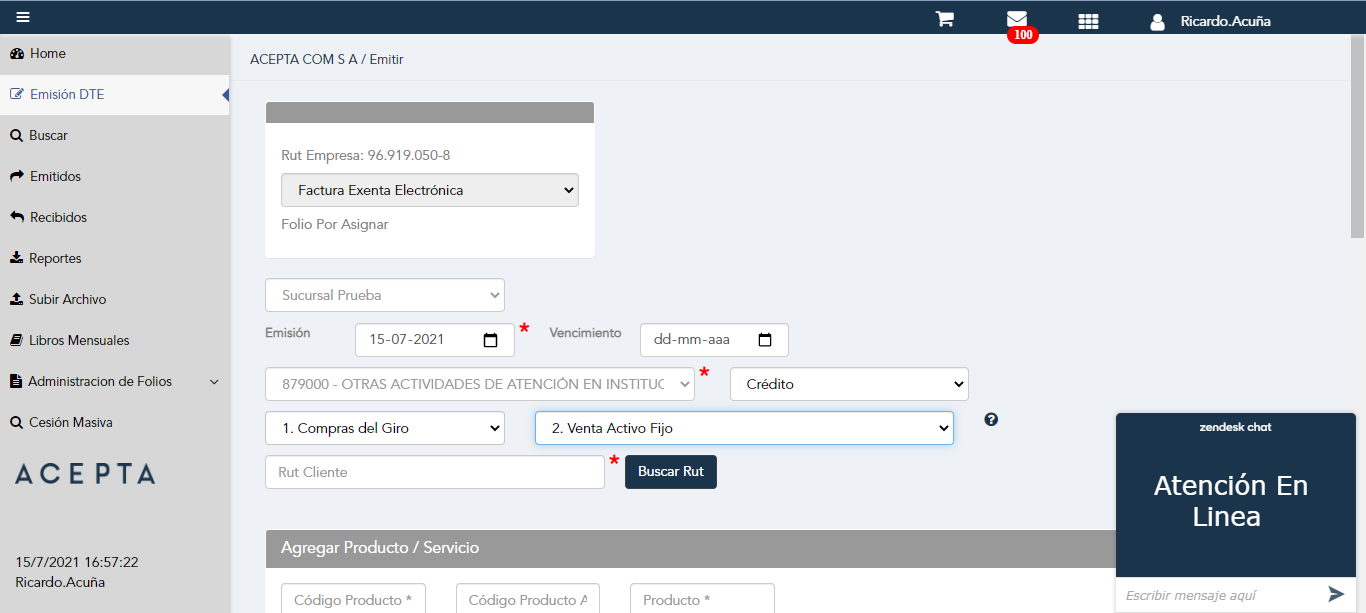 100
Ricardo.Acuña
Home
Emisión DTE
Buscar
Emitidos
Recibidos
Reportes
Subir Archivo
Libros Mensuales
Administracion de Folios
Cesión Masiva
ACEPTA
15/7/2021 16:57:22
Ricardo.Acuña
ACEPTA COM S A / Emitir
Rut Empresa: 96.919.050-8
Factura Exenta Electrónica
Folio Por Asignar
Sucursal Prueba
Emisión 15-07-2021 * Vencimiento dd-mm-aaa
879000 - OTRAS ACTIVIDADES DE ATENCIÓN EN INSTITUC * Crédito
1. Compras del Giro 2. Venta Activo Fijo ?
Rut Cliente * Buscar Rut
Agregar Producto / Servicio
Código Producto * Código Producto A Producto *
zendesk chat
Atención En
Linea
Escribir mensaje aquí